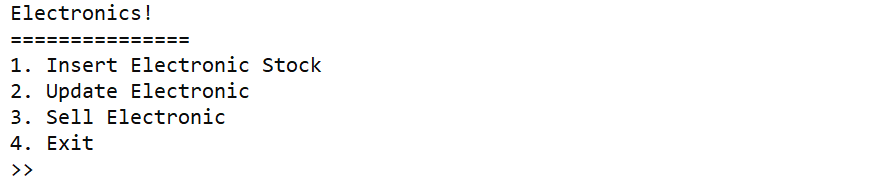 Electronics!
===============
1. Insert Electronic Stock
2. Update Electronic
3. Sell Electronic
4. Exit
>>